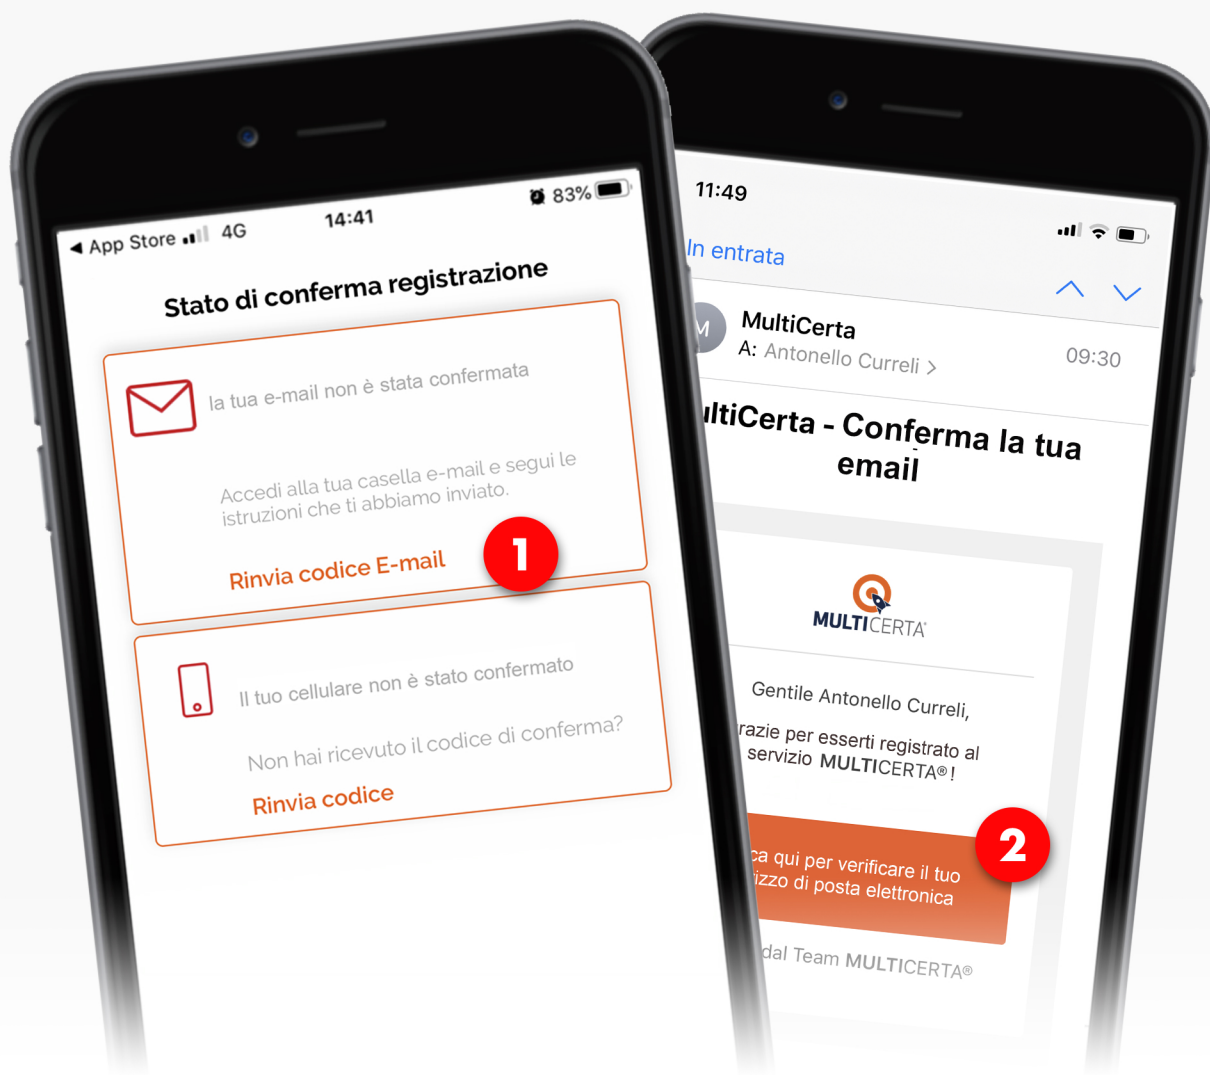 App Store
4G
14:41
83%
Stato di conferma registrazione
la tua e-mail non è stata confermata
Accedi alla tua casella e-mail e segui le
istruzioni che ti abbiamo inviato.
Rinvia codice E-mail
1
Il tuo cellulare non è stato confermato
Non hai ricevuto il codice di conferma?
Rinvia codice
11:49
In entrata
M
MultiCerta
A: Antonello Curreli >
09:30
ltiCerta - Conferma la tua
email
MULTICERTA®
Gentile Antonello Curreli,
razie per esserti registrato al
servizio MULTICERTA®!
ca qui per verificare il tuo
izzo di posta elettronica
2
dal Team MULTICERTA®